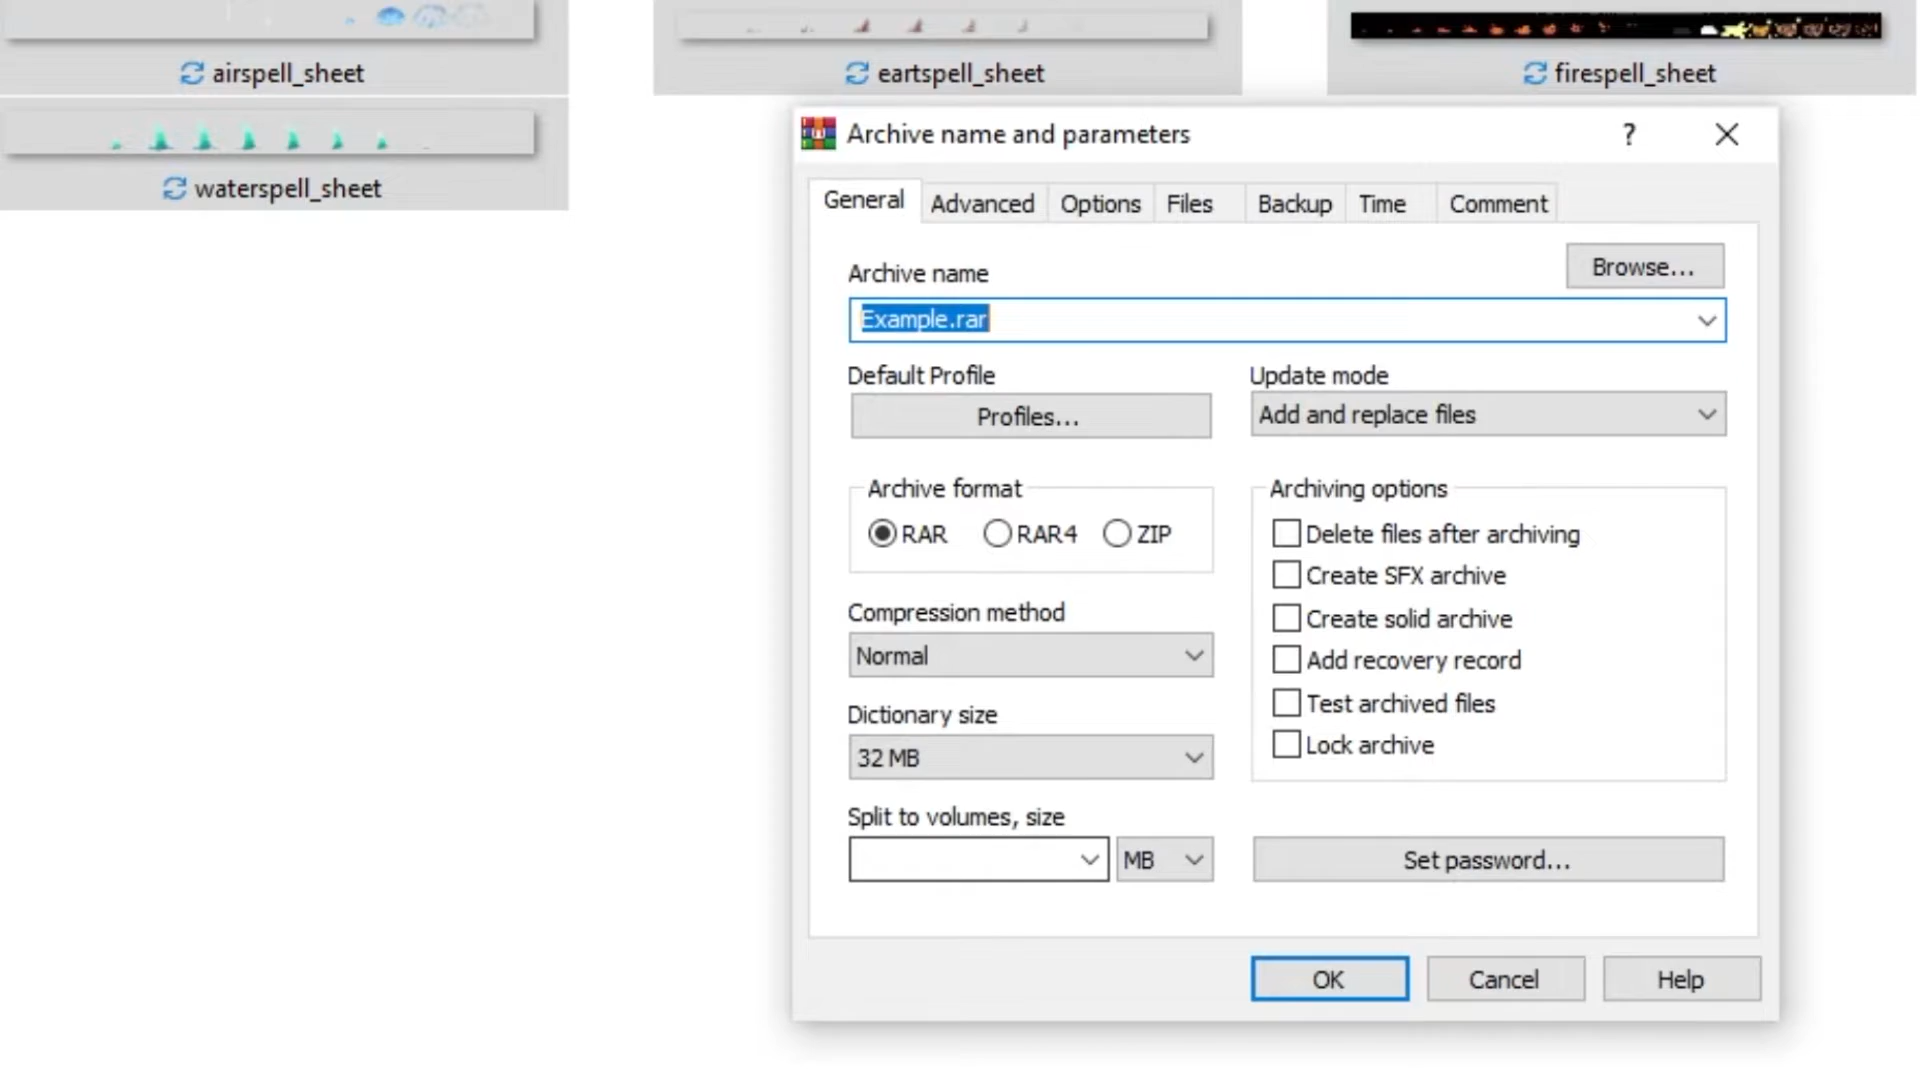 airspell_sheet
eartspell_sheet
firespell_sheet
waterspell_sheet
Archive name and parameters
?
General
Advanced
Options
Files
Backup
Time
Comment
Archive name
Browse...
Example.rar
Default Profile
Update mode
Profiles...
Add and replace files
Archive format
Archiving options
RAR
RAR4
ZIP
Delete files after archiving
Create SFX archive
Compression method
Create solid archive
Normal
Add recovery record
Dictionary size
Test archived files
32 MB
Lock archive
Split to volumes, size
MB
Set password...
OK
Cancel
Help